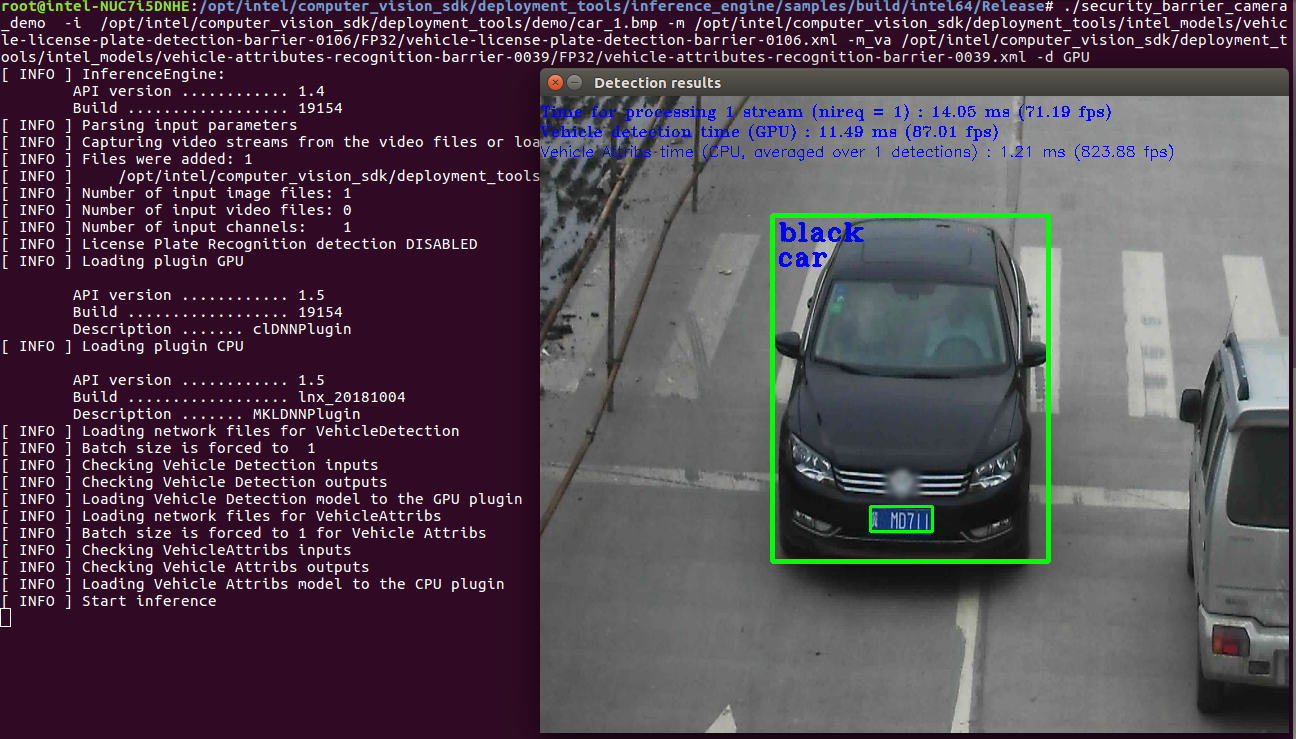 root@intel-NUC7i5DNHE:/opt/intel/computer_vision_sdk/deployment_tools/inference_engine/samples/build/intel64/Release# ./security_barrier_camera
_demo  -i  /opt/intel/computer_vision_sdk/deployment_tools/demo/car_1.bmp -m /opt/intel/computer_vision_sdk/deployment_tools/intel_models/vehic
le-license-plate-detection-barrier-0106/FP32/vehicle-license-plate-detection-barrier-0106.xml -m_va /opt/intel/computer_vision_sdk/deployment_t
ools/intel_models/vehicle-attributes-recognition-barrier-0039/FP32/vehicle-attributes-recognition-barrier-0039.xml -d GPU
[ INFO ] InferenceEngine:
API version ............ 1.4
Build .................. 19154
[ INFO ] Parsing input parameters
[ INFO ] Capturing video streams from the video files or loa
[ INFO ] Files were added: 1
[ INFO ]     /opt/intel/computer_vision_sdk/deployment_tools
[ INFO ] Number of input image files: 1
[ INFO ] Number of input video files: 0
[ INFO ] Number of input channels:    1
[ INFO ] License Plate Recognition detection DISABLED
[ INFO ] Loading plugin GPU
API version ............ 1.5
Build .................. 19154
Description ....... clDNNPlugin
[ INFO ] Loading plugin CPU
API version ............ 1.5
Build .................. lnx_20181004
Description ....... MKLDNNPlugin
[ INFO ] Loading network files for VehicleDetection
[ INFO ] Batch size is forced to  1
[ INFO ] Checking Vehicle Detection inputs
[ INFO ] Checking Vehicle Detection outputs
[ INFO ] Loading Vehicle Detection model to the GPU plugin
[ INFO ] Loading network files for VehicleAttribs
[ INFO ] Batch size is forced to 1 for Vehicle Attribs
[ INFO ] Checking VehicleAttribs inputs
[ INFO ] Checking Vehicle Attribs outputs
[ INFO ] Loading Vehicle Attribs model to the CPU plugin
[ INFO ] Start inference
Detection results
Time for processing 1 stream (nireq = 1) : 14.05 ms (71.19 fps)
Vehicle detection time (GPU) : 11.49 ms (87.01 fps)
Vehicle Attribs time (CPU, averaged over 1 detections) : 1.21 ms (823.88 fps)
black
car
MD711